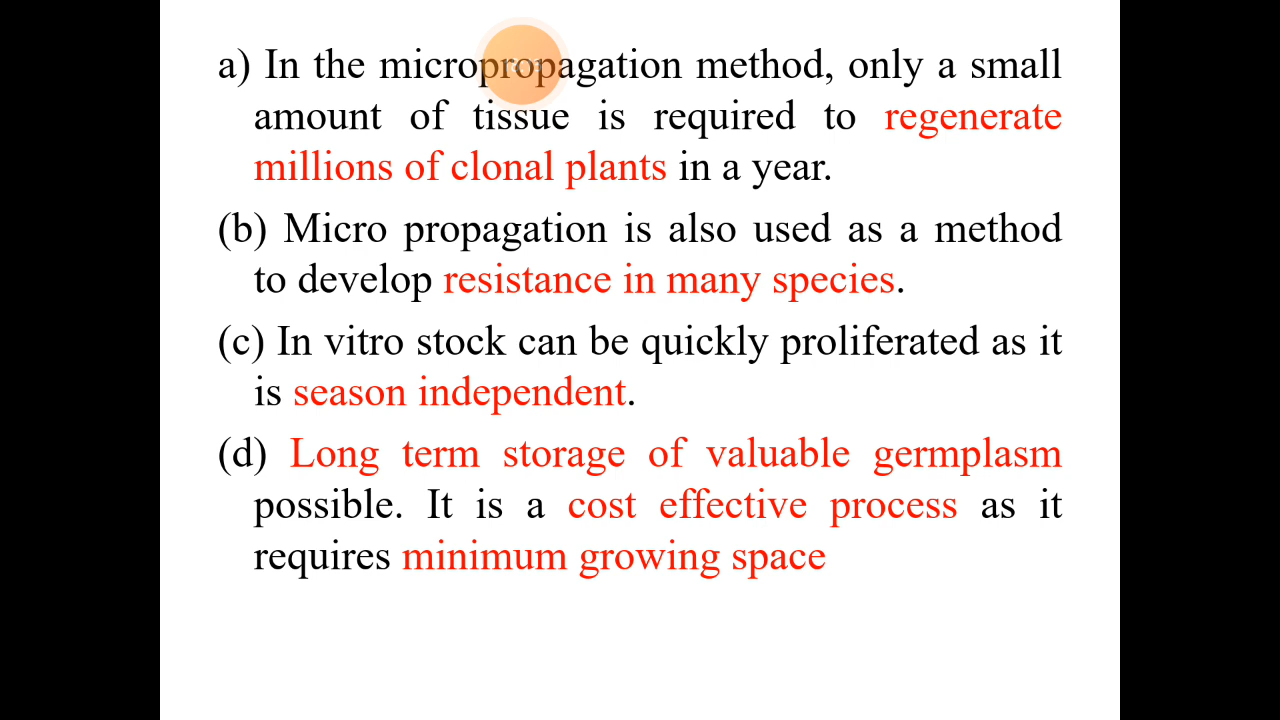 a) In the micropropagation method, only a small
amount of tissue is required to regenerate
millions of clonal plants in a year.
(b) Micro propagation is also used as a method
to develop resistance in many species.
(c) In vitro stock can be quickly proliferated as it
is season independent.
(d) Long term storage of valuable germplasm
possible. It is a cost effective process as it
requires minimum growing space